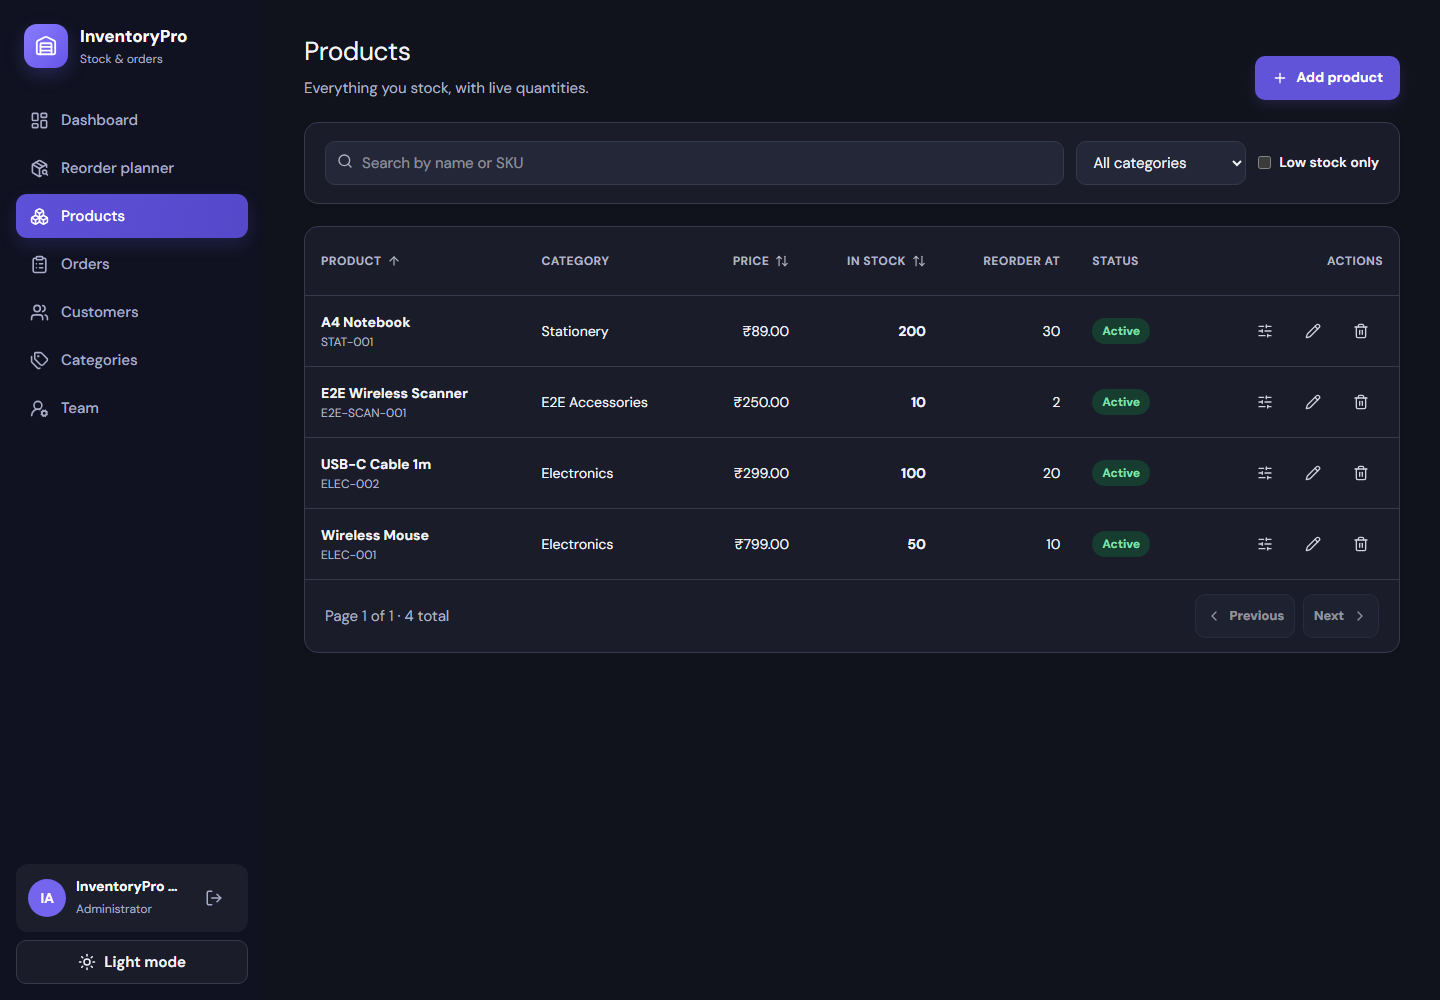 InventoryPro
Stock & orders
Dashboard
Reorder planner
Products
Orders
Customers
Categories
Team
IA
InventoryPro ...
Administrator
Light mode
Products
Everything you stock, with live quantities.
Add product
Search by name or SKU
All categories
Low stock only
PRODUCT CATEGORY PRICE IN STOCK REORDER AT STATUS ACTIONS
A4 Notebook
STAT-001
Stationery ₹89.00 200 30 Active
E2E Wireless Scanner
E2E-SCAN-001
E2E Accessories ₹250.00 10 2 Active
USB-C Cable 1m
ELEC-002
Electronics ₹299.00 100 20 Active
Wireless Mouse
ELEC-001
Electronics ₹799.00 50 10 Active
Page 1 of 1 · 4 total
Previous
Next